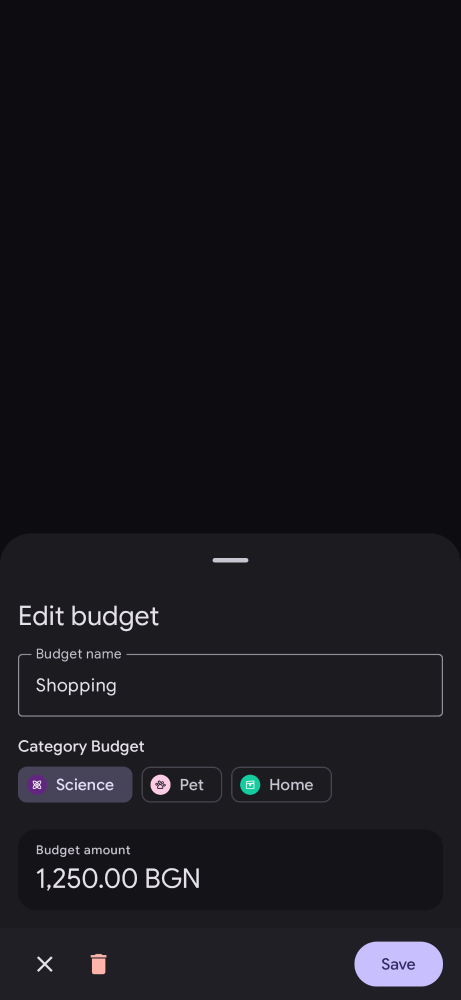 Edit budget
Budget name
Shopping
Category Budget
Science Pet Home
Budget amount
1,250.00 BGN
Save